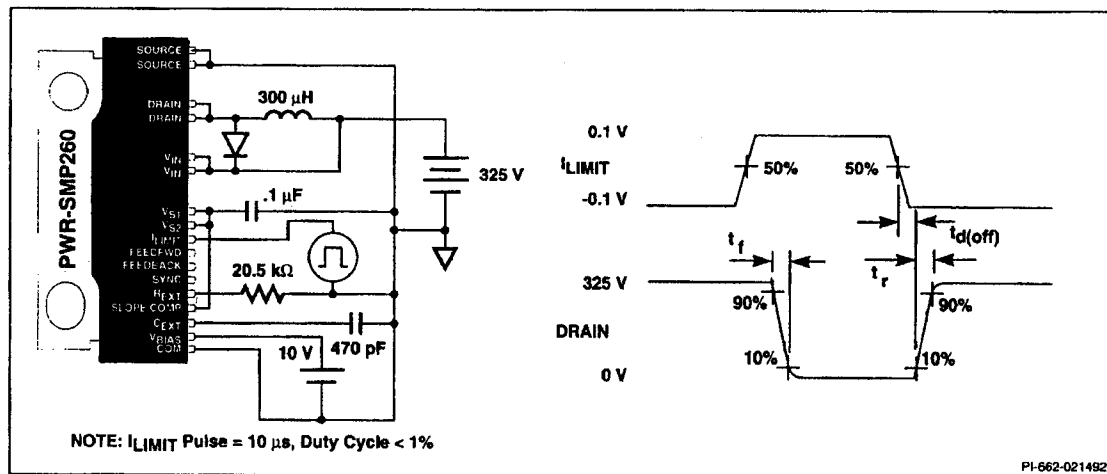 PWR-SMP260
SOURCE
SOURCE
DRAIN
DRAIN
VIN
VIN
VS1
VS2
ILIMIT
FEEDFWD
FEEDBACK
SYNC
REXT
SLOPE COMP
CEXT
VBIAS
COM
300 µH
325 V
.1 µF
20.5 kΩ
470 pF
10 V
NOTE: ILIMIT Pulse = 10 µs, Duty Cycle < 1%
0.1 V
ILIMIT
-0.1 V
50%
50%
td(off)
tf
tr
325 V
90%
90%
DRAIN
10%
10%
0 V
PI-662-021492